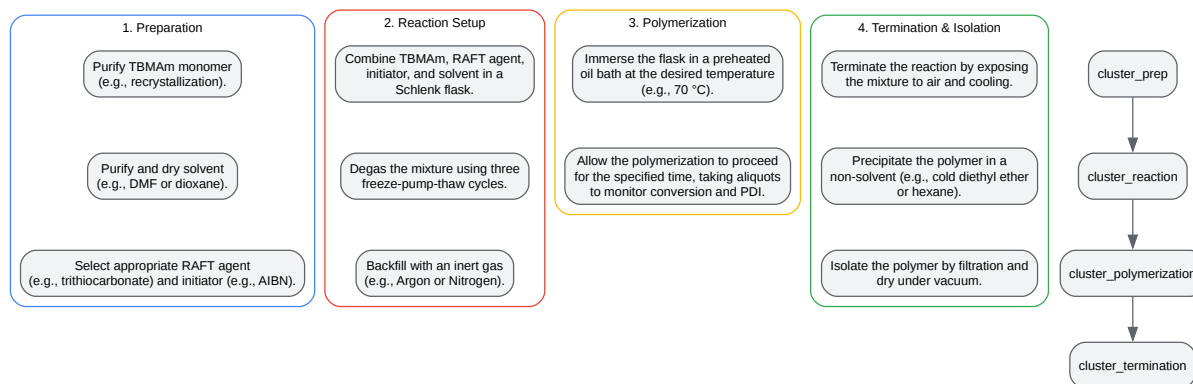 1. Preparation
Purify TBMAm monomer
(e.g., recrystallization).
Purify and dry solvent
(e.g., DMF or dioxane).
Select appropriate RAFT agent
(e.g., trithiocarbonate) and initiator (e.g., AIBN).
2. Reaction Setup
Combine TBMAm, RAFT agent,
initiator, and solvent in a
Schlenk flask.
Degas the mixture using three
freeze-pump-thaw cycles.
Backfill with an inert gas
(e.g., Argon or Nitrogen).
3. Polymerization
Immerse the flask in a preheated
oil bath at the desired temperature
(e.g., 70 °C).
Allow the polymerization to proceed
for the specified time, taking aliquots
to monitor conversion and PDI.
4. Termination & Isolation
Terminate the reaction by exposing
the mixture to air and cooling.
Precipitate the polymer in a
non-solvent (e.g., cold diethyl ether
or hexane).
Isolate the polymer by filtration and
dry under vacuum.
cluster_prep
cluster_reaction
cluster_polymerization
cluster_termination